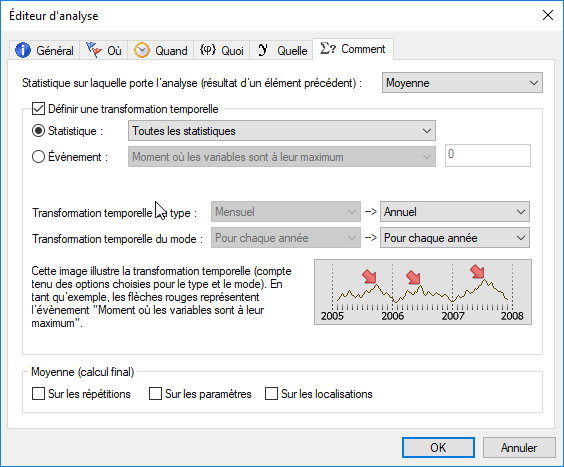 Éditeur d'analyse
Général Où Quand {φ} Quoi y Quelle Σ? Comment
Statistique sur laquelle porte l'analyse (résultat d'un élément précédent) : Moyenne
Définir une transformation temporelle
Statistique : Toutes les statistiques
Évènement : Moment où les variables sont à leur maximum 0
Transformation temporelle type : Mensuel --> Annuel
Transformation temporelle du mode : Pour chaque année --> Pour chaque année
Cette image illustre la transformation temporelle (compte
tenu des options choisies pour le type et le mode). En
tant qu'exemple, les flèches rouges représentent
l'évènement "Moment où les variables sont à leur
maximum".
2005 2006 2007 2008
Moyenne (calcul final)
Sur les répétitions Sur les paramètres Sur les localisations
OK Annuler